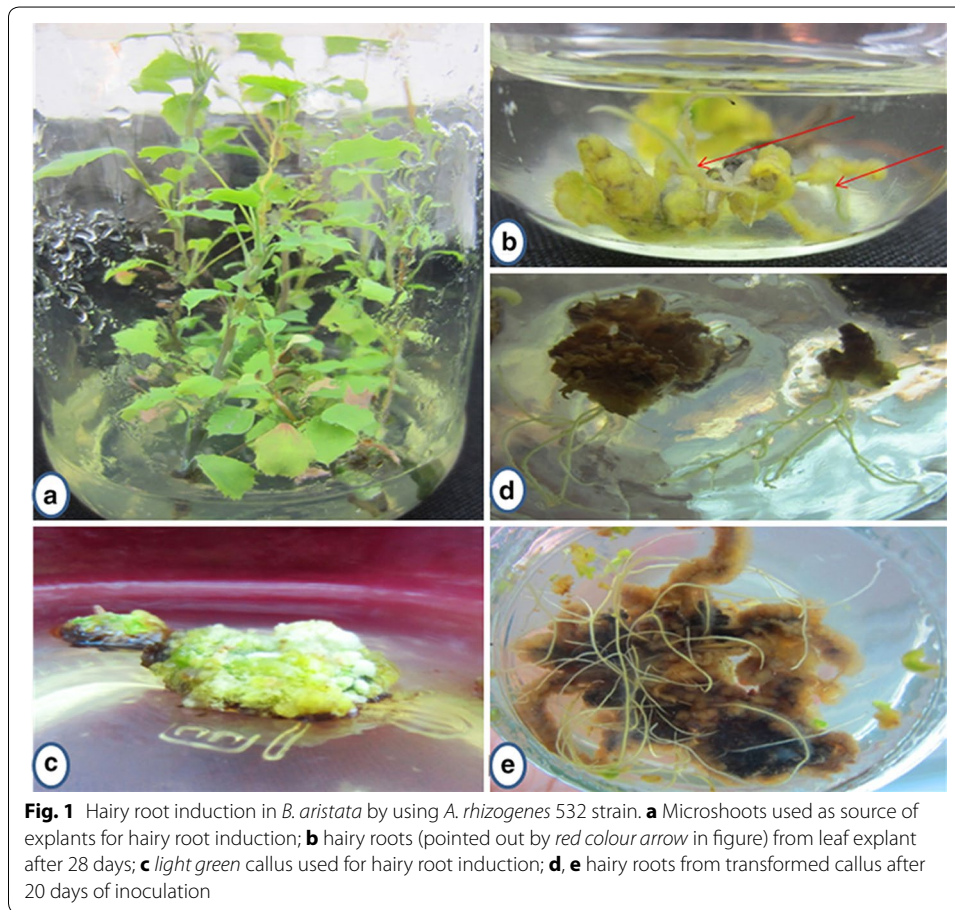 a
b
d
c
e
Fig. 1 Hairy root induction in B. aristata by using A. rhizogenes 532 strain. a Microshoots used as source of
explants for hairy root induction; b hairy roots (pointed out by red colour arrow in figure) from leaf explant
after 28 days; c light green callus used for hairy root induction; d, e hairy roots from transformed callus after
20 days of inoculation